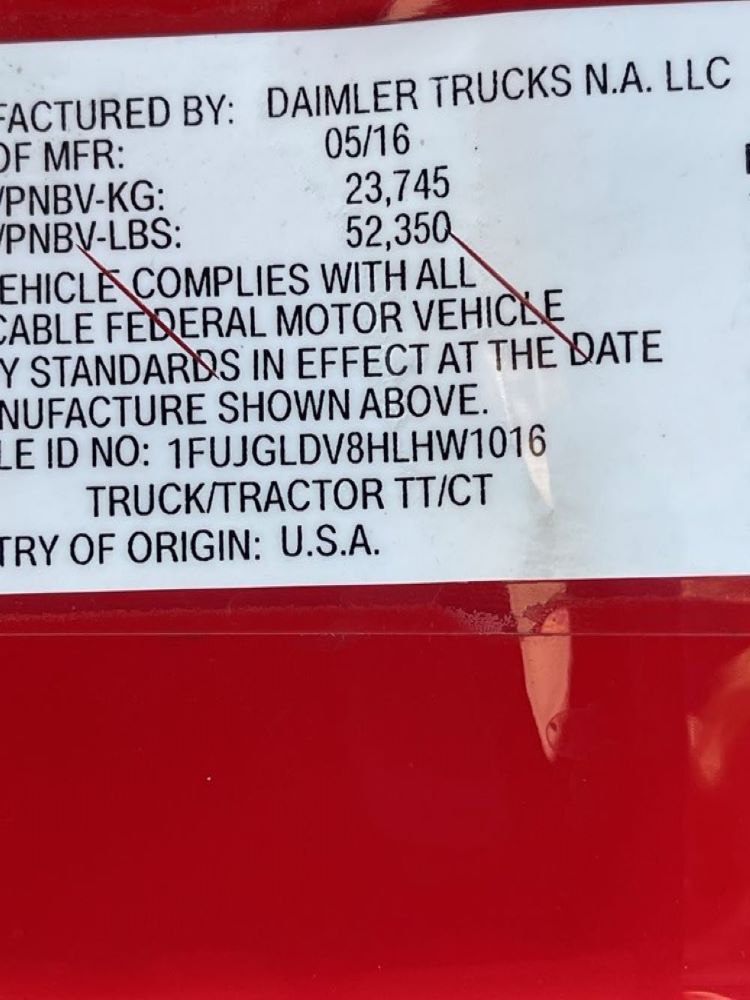 FACTURED BY: DAIMLER TRUCKS N.A. LLC
OF MFR: 05/16
/PNBV-KG: 23,745
/PNBV-LBS: 52,350
EHICLE COMPLIES WITH ALL
CABLE FEDERAL MOTOR VEHICLE
Y STANDARDS IN EFFECT AT THE DATE
NUFACTURE SHOWN ABOVE.
LE ID NO: 1FUJGLDV8HLHW1016
TRUCK/TRACTOR TT/CT
TRY OF ORIGIN: U.S.A.